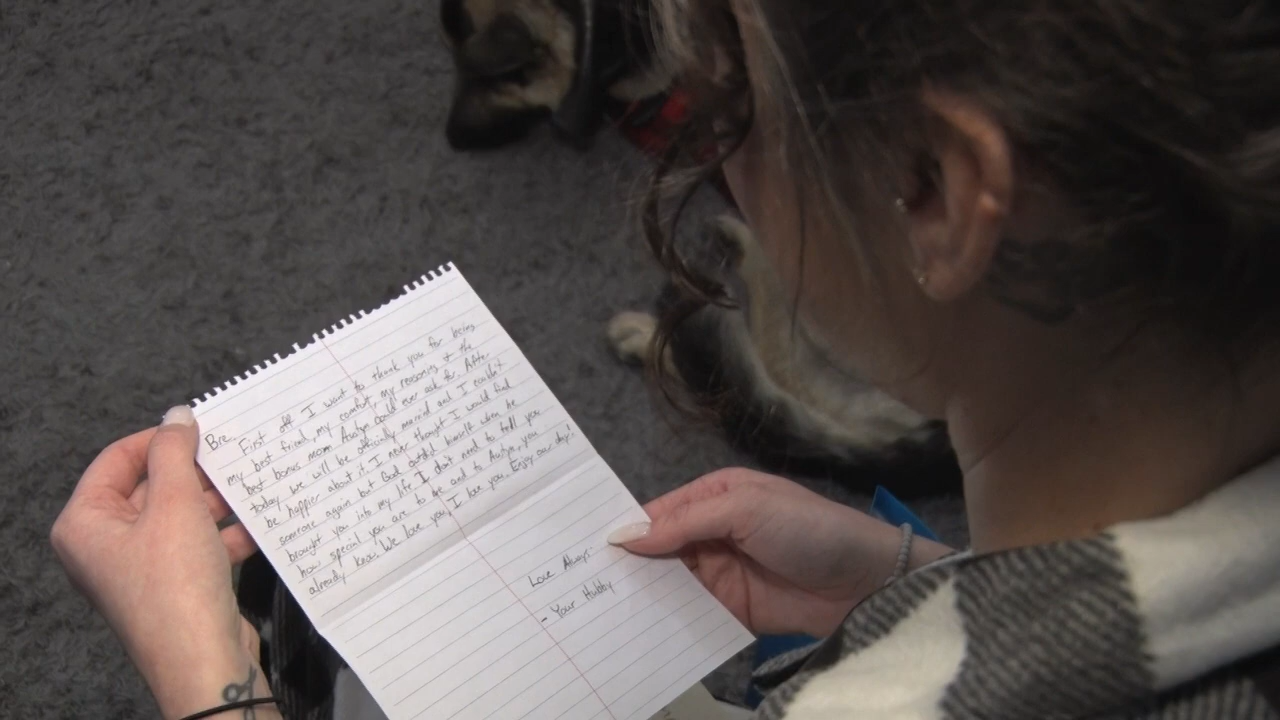 Bre,
First off I want to thank you for being
my best friend, my comfort, my reasoning & the
best bonus mom Austyn could ever ask for. After
today we will be officially married and I couldn't
be happier about it. I never thought I would find
someone again but God outdid himself when he
brought you into my life. I don't need to tell you
how special you are to me and to Austyn, you
already know. We love you, I love you. Enjoy our day!
Love Always
- Your Hubby